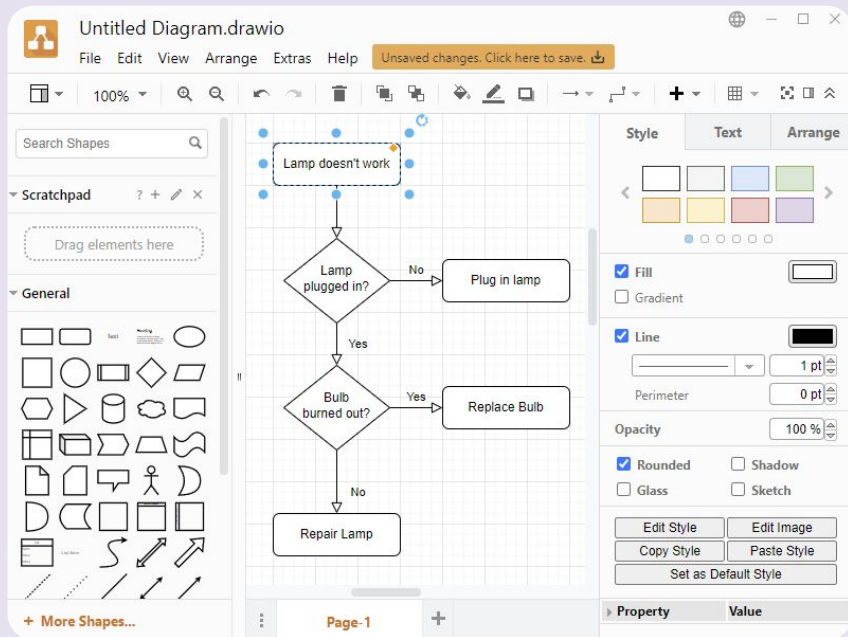 Untitled Diagram.drawio
File Edit View Arrange Extras Help
Unsaved changes. Click here to save.
100%
Search Shapes
Scratchpad ?
Drag elements here
General
Text
Heading
List Item
+ More Shapes...
Lamp doesn't work
Lamp
plugged in?
No
Plug in lamp
Yes
Bulb
burned out?
Yes
Replace Bulb
No
Repair Lamp
Page-1
Style Text Arrange
Fill
Gradient
Line
1 pt
Perimeter 0 pt
Opacity 100 %
Rounded Shadow
Glass Sketch
Edit Style Edit Image
Copy Style Paste Style
Set as Default Style
Property Value